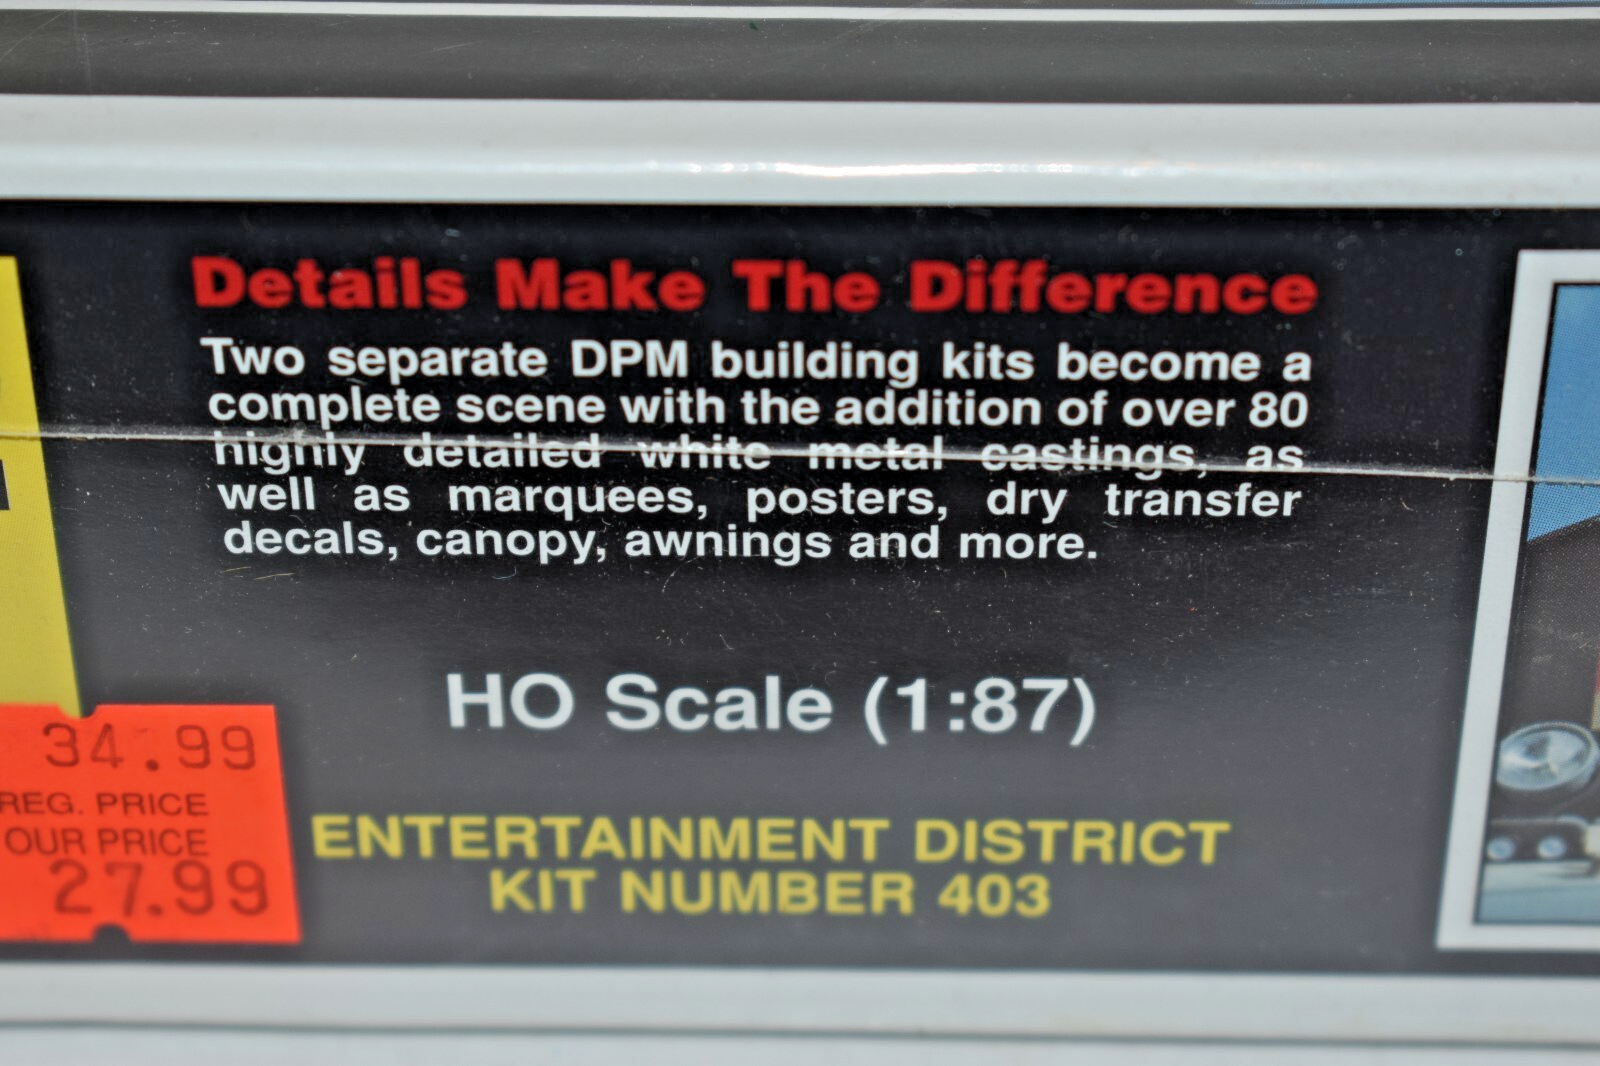 Details Make The Difference
Two separate DPM building kits become a
complete scene with the addition of over 80
highly detailed white metal castings, as
well as marquees, posters, dry transfer
decals, canopy, awnings and more.
HO Scale (1:87)
34.99
REG. PRICE
OUR PRICE
27.99
ENTERTAINMENT DISTRICT
KIT NUMBER 403